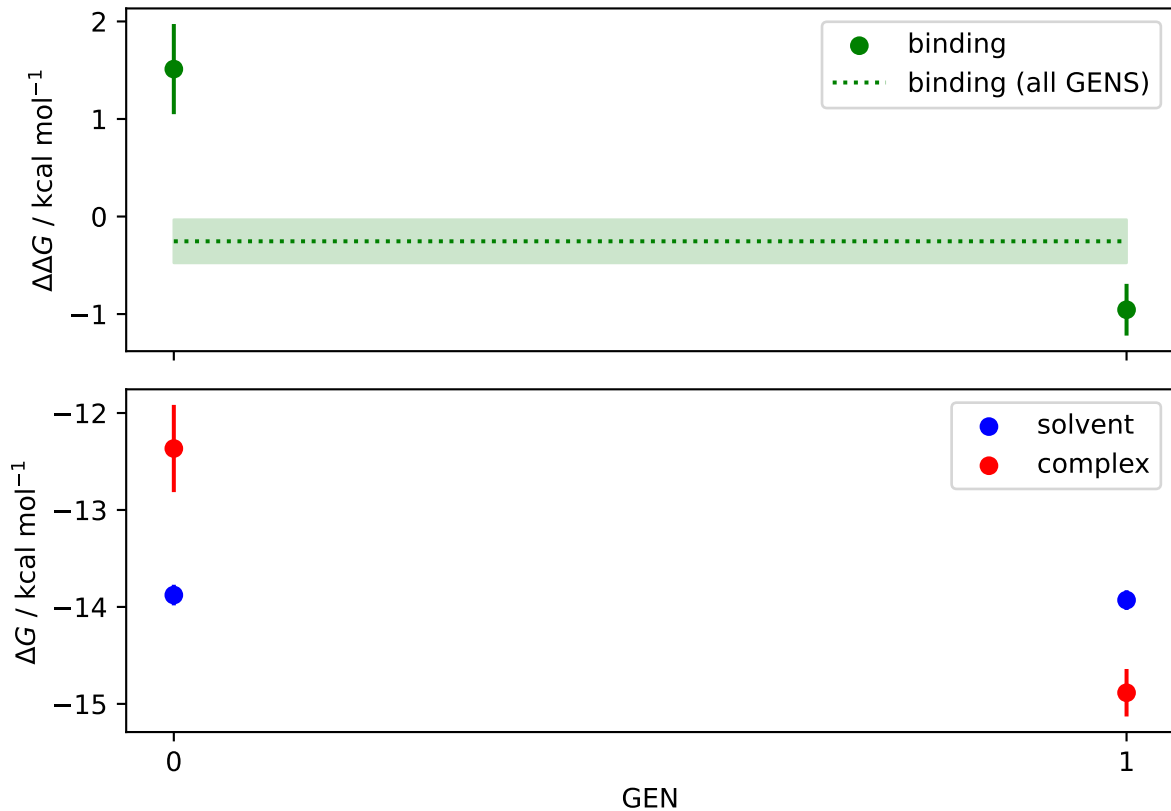 2
1
0
−1
ΔΔG / kcal mol⁻¹
binding
binding (all GENS)
−12
−13
−14
−15
ΔG / kcal mol⁻¹
solvent
complex
0
1
GEN